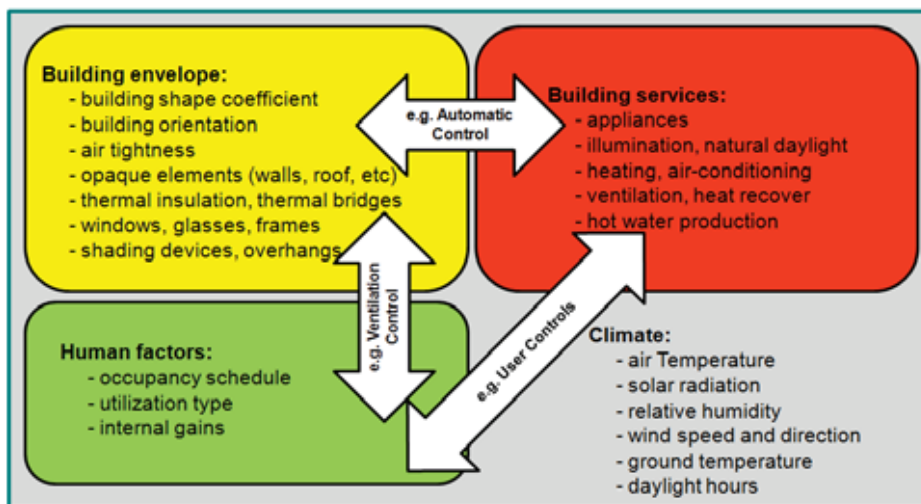 Building envelope:
- building shape coefficient
- building orientation
- air tightness
- opaque elements (walls, roof, etc)
- thermal insulation, thermal bridges
- windows, glasses, frames
- shading devices, overhangs
e.g. Automatic
Control
Building services:
- appliances
- illumination, natural daylight
- heating, air-conditioning
- ventilation, heat recover
- hot water production
e.g. Ventilation
Control
e.g. User Controls
Human factors:
- occupancy schedule
- utilization type
- internal gains
Climate:
- air Temperature
- solar radiation
- relative humidity
- wind speed and direction
- ground temperature
- daylight hours